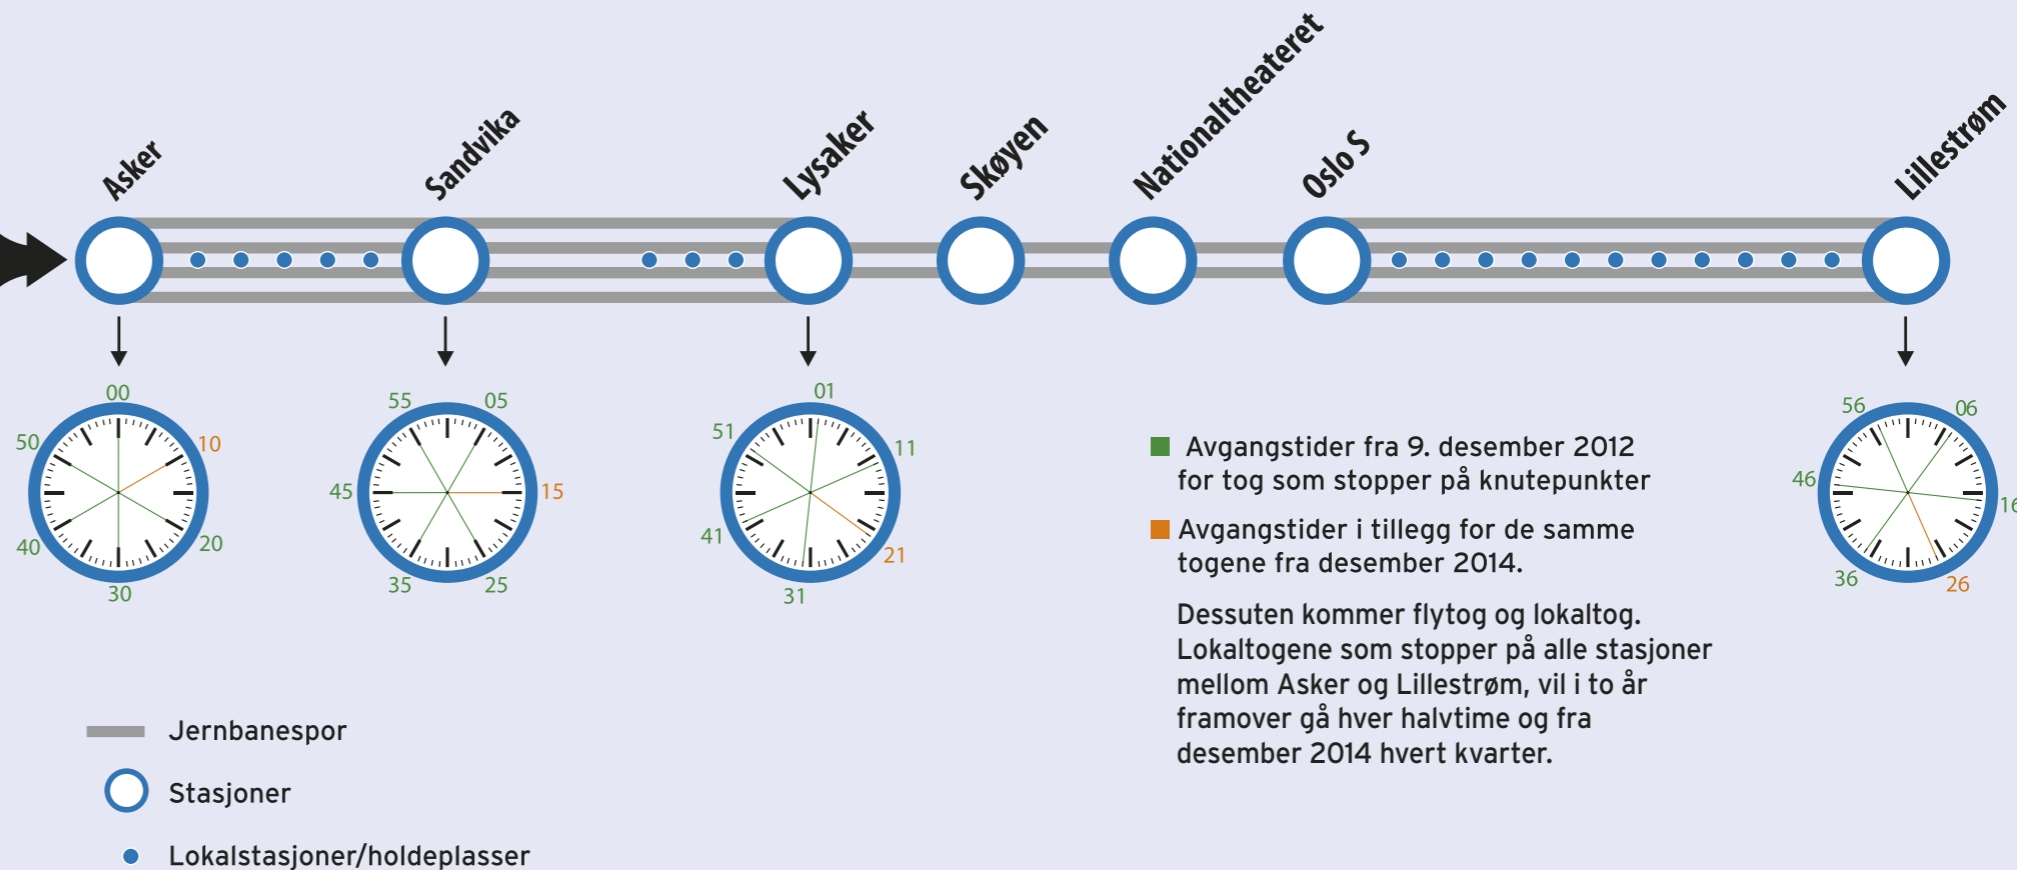 Asker
Sandvika
Lysaker
Skøyen
Nationaltheateret
Oslo S
Lillestrøm
00
10
20
30
40
50
05
15
25
35
45
55
01
11
21
31
41
51
06
16
26
36
46
56
Avgangstider fra 9. desember 2012
for tog som stopper på knutepunkter
Avgangstider i tillegg for de samme
togene fra desember 2014.
Dessuten kommer flytog og lokaltog.
Lokaltogene som stopper på alle stasjoner
mellom Asker og Lillestrøm, vil i to år
framover gå hver halvtime og fra
desember 2014 hvert kvarter.
Jernbanespor
Stasjoner
Lokalstasjoner/holdeplasser